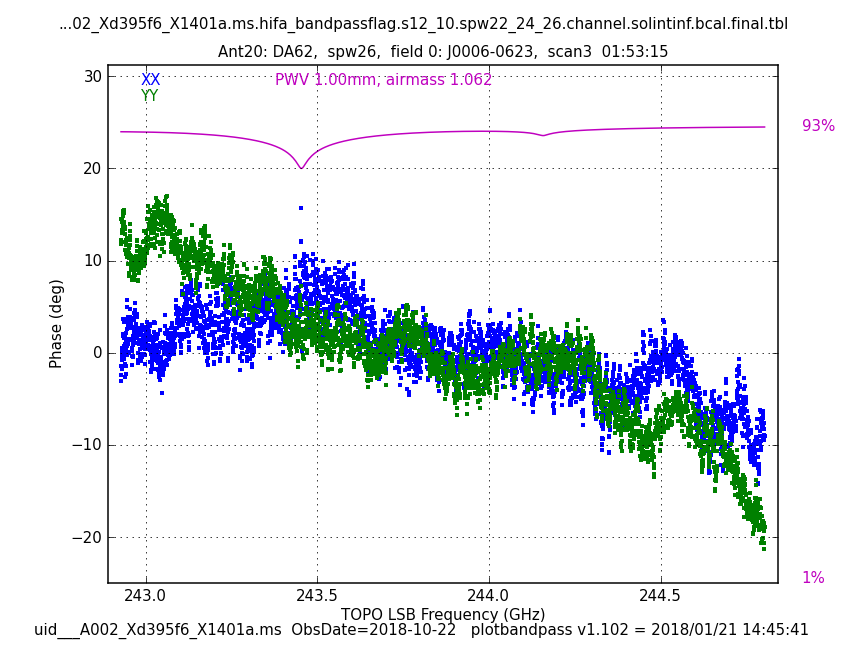 ...02_Xd395f6_X1401a.ms.hifa_bandpassflag.s12_10.spw22_24_26.channel.solintinf.bcal.final.tbl
Ant20: DA62, spw26, field 0: J0006-0623, scan3 01:53:15
XX
YY
PWV 1.00mm, airmass 1.062
93%
1%
30
20
10
0
−10
−20
Phase (deg)
243.0 243.5 244.0 244.5
TOPO LSB Frequency (GHz)
uid___A002_Xd395f6_X1401a.ms ObsDate=2018-10-22 plotbandpass v1.102 = 2018/01/21 14:45:41